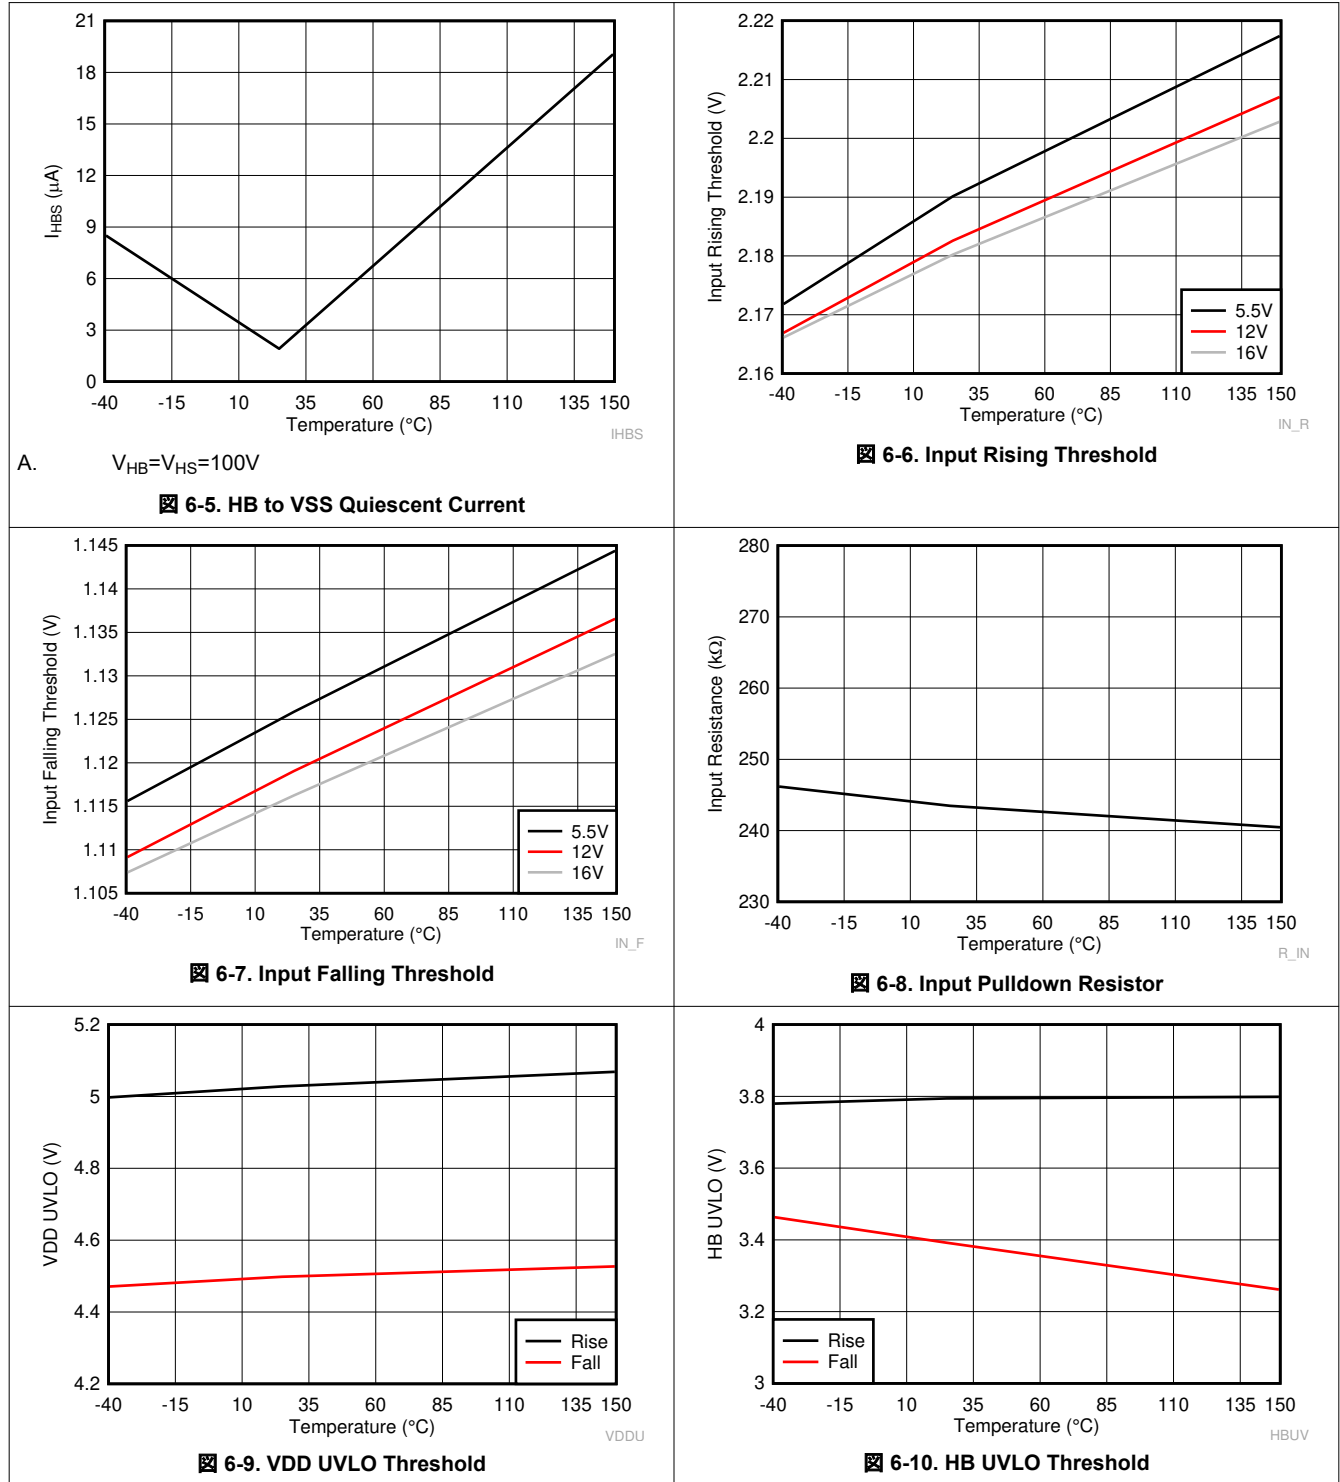 21
18
15
12
9
6
3
0
-40 -15 10 35 60 85 110 135 150
I_HBS (µA)
Temperature (°C)
IHBS
A. V_HB=V_HS=100V
図 6-5. HB to VSS Quiescent Current
2.22
2.21
2.2
2.19
2.18
2.17
2.16
-40 -15 10 35 60 85 110 135 150
Input Rising Threshold (V)
5.5V
12V
16V
Temperature (°C)
IN_R
図 6-6. Input Rising Threshold
1.145
1.14
1.135
1.13
1.125
1.12
1.115
1.11
1.105
-40 -15 10 35 60 85 110 135 150
Input Falling Threshold (V)
5.5V
12V
16V
Temperature (°C)
IN_F
図 6-7. Input Falling Threshold
280
270
260
250
240
230
-40 -15 10 35 60 85 110 135 150
Input Resistance (kΩ)
Temperature (°C)
R_IN
図 6-8. Input Pulldown Resistor
5.2
5
4.8
4.6
4.4
4.2
-40 -15 10 35 60 85 110 135 150
VDD UVLO (V)
Rise
Fall
Temperature (°C)
VDDU
図 6-9. VDD UVLO Threshold
4
3.8
3.6
3.4
3.2
3
-40 -15 10 35 60 85 110 135 150
HB UVLO (V)
Rise
Fall
Temperature (°C)
HBUV
図 6-10. HB UVLO Threshold